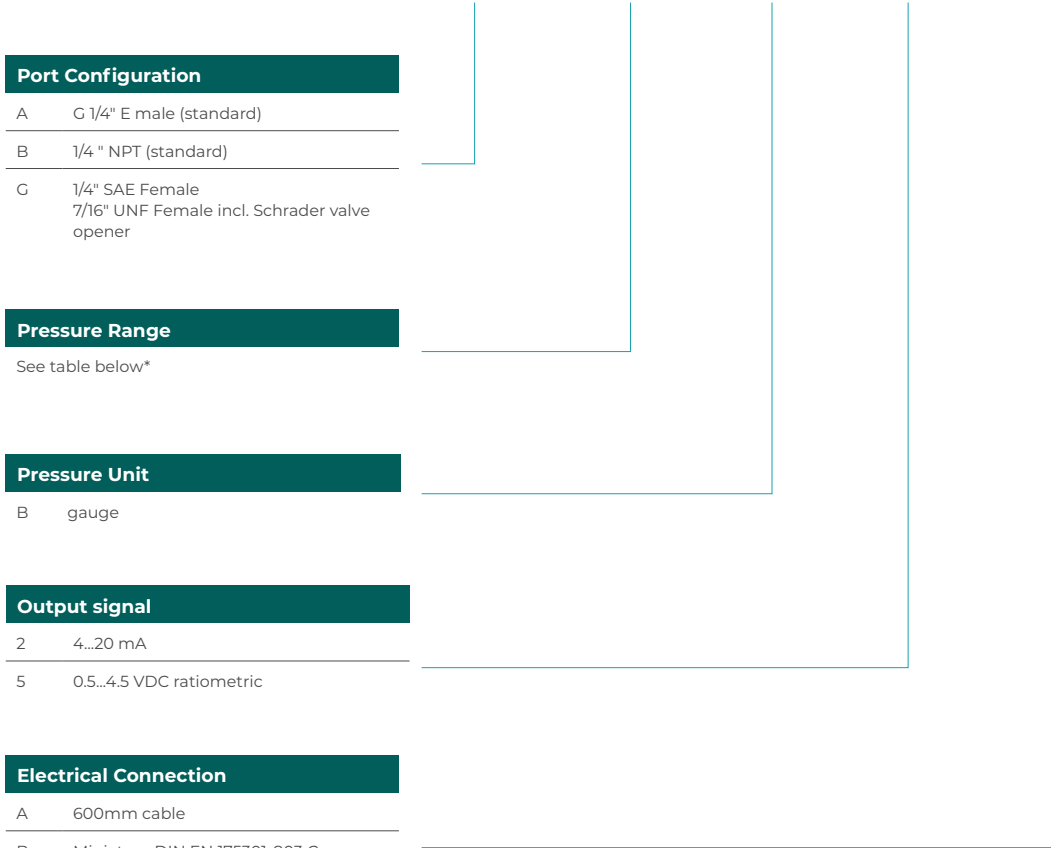 Port Configuration
A G 1/4" E male (standard)
B 1/4 " NPT (standard)
G 1/4" SAE Female
7/16" UNF Female incl. Schrader valve
opener
Pressure Range
See table below*
Pressure Unit
B gauge
Output signal
2 4...20 mA
5 0.5...4.5 VDC ratiometric
Electrical Connection
A 600mm cable